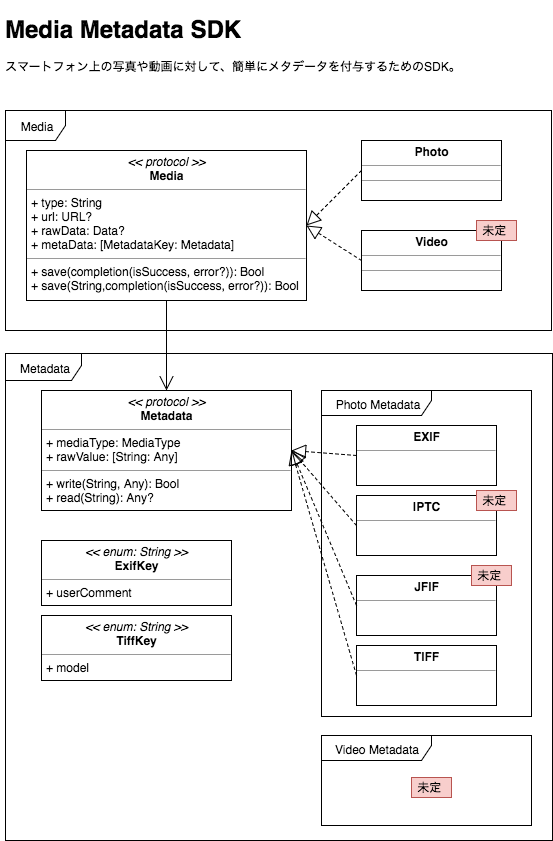 Media Metadata SDK
スマートフォン上の写真や動画に対して、簡単にメタデータを付与するためのSDK。
Media
<< protocol >>
Media
+ type: String
+ url: URL?
+ rawData: Data?
+ metaData: [MetadataKey: Metadata]
+ save(completion(isSuccess, error?)): Bool
+ save(String,completion(isSuccess, error?)): Bool
Photo
未定
Video
Metadata
<< protocol >>
Metadata
+ mediaType: MediaType
+ rawValue: [String: Any]
+ write(String, Any): Bool
+ read(String): Any?
<< enum: String >>
ExifKey
+ userComment
<< enum: String >>
TiffKey
+ model
Photo Metadata
EXIF
未定
IPTC
未定
JFIF
TIFF
Video Metadata
未定